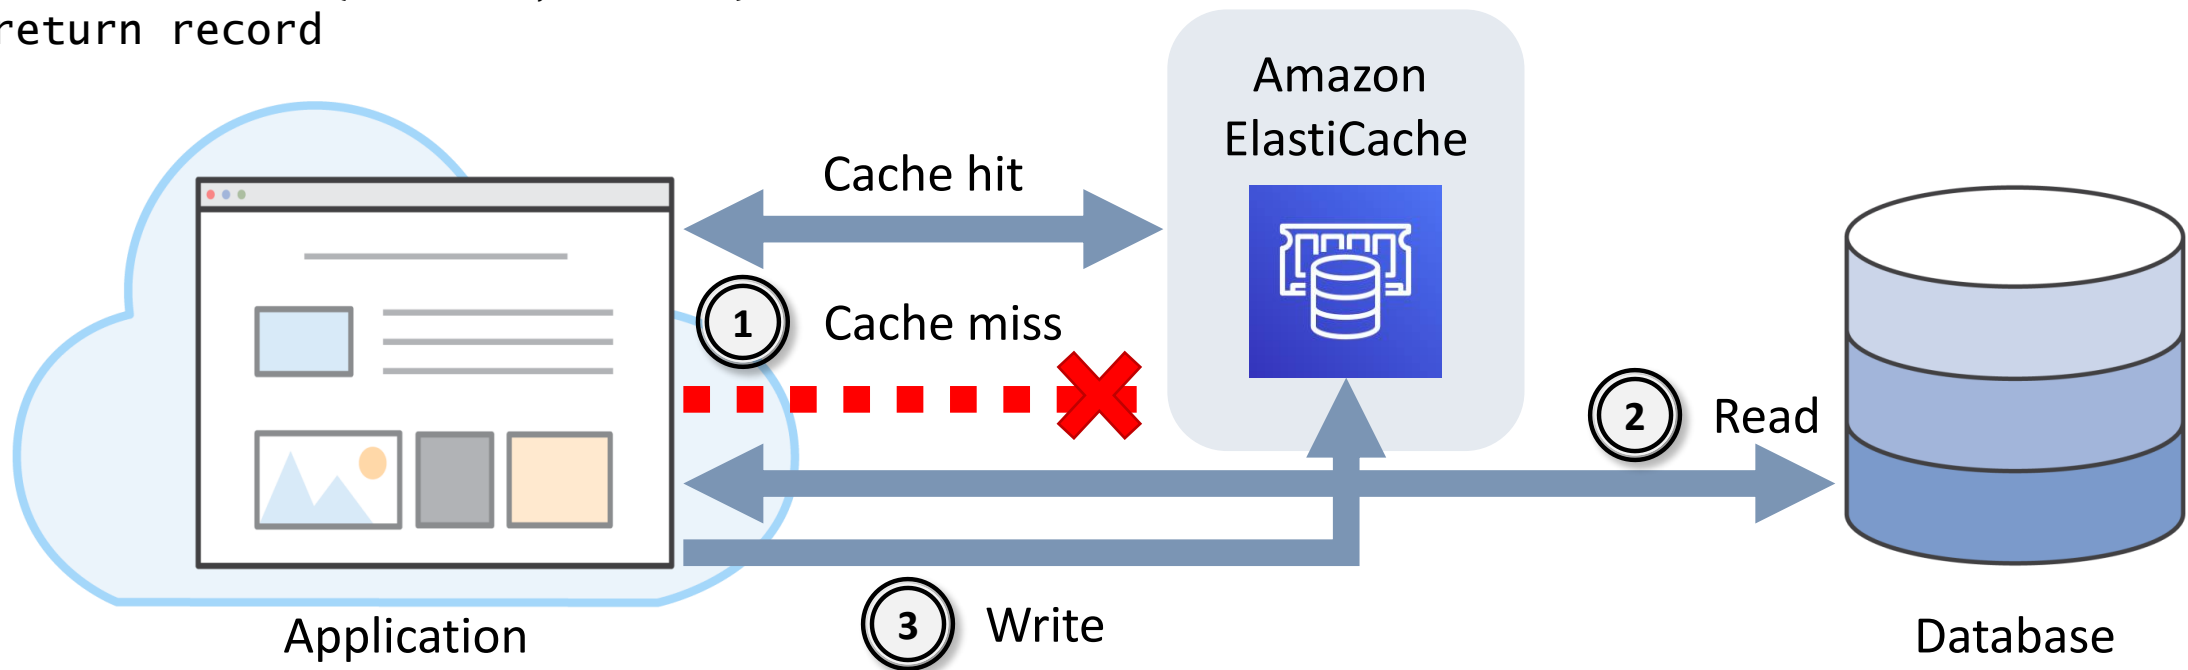 return record
Amazon
ElastiCache
Cache hit
1
Cache miss
2
Read
3
Write
Application
Database